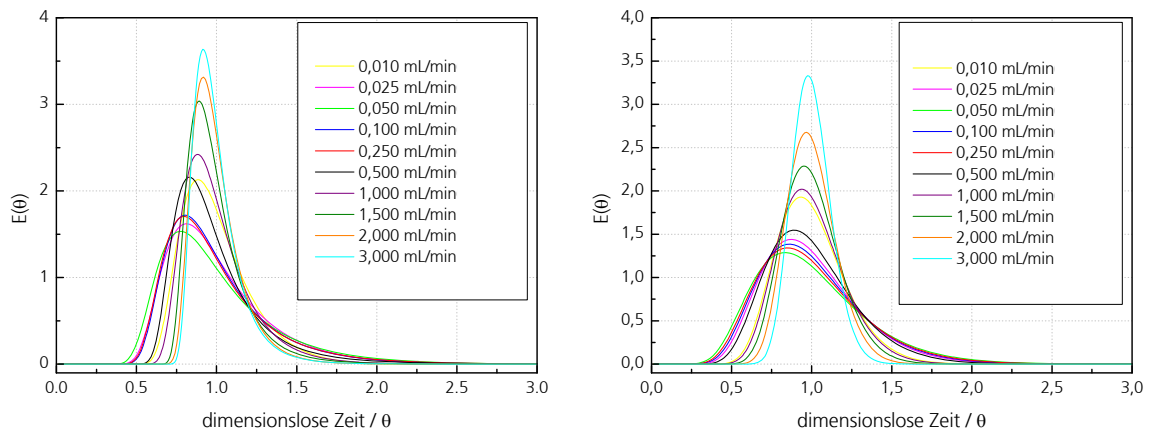 E(θ)
4
3
2
1
0
0,010 mL/min
0,025 mL/min
0,050 mL/min
0,100 mL/min
0,250 mL/min
0,500 mL/min
1,000 mL/min
1,500 mL/min
2,000 mL/min
3,000 mL/min
0.0 0.5 1.0 1.5 2.0 2.5 3.0
dimensionslose Zeit / θ
E(θ)
4,0
3,5
3,0
2,5
2,0
1,5
1,0
0,5
0,0
0,010 mL/min
0,025 mL/min
0,050 mL/min
0,100 mL/min
0,250 mL/min
0,500 mL/min
1,000 mL/min
1,500 mL/min
2,000 mL/min
3,000 mL/min
0,0 0,5 1,0 1,5 2,0 2,5 3,0
dimensionslose Zeit / θ